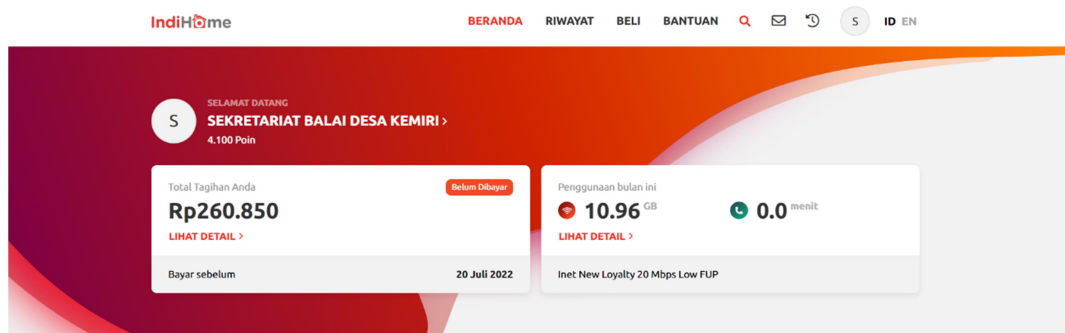 IndiHome
BERANDA RIWAYAT BELI BANTUAN S ID EN
S
SELAMAT DATANG
SEKRETARIAT BALAI DESA KEMIRI >
4.100 Poin
Total Tagihan Anda Belum Dibayar
Rp260.850
LIHAT DETAIL >
Bayar sebelum 20 Juli 2022
Penggunaan bulan ini
10.96 GB 0.0 menit
LIHAT DETAIL >
Inet New Loyalty 20 Mbps Low FUP